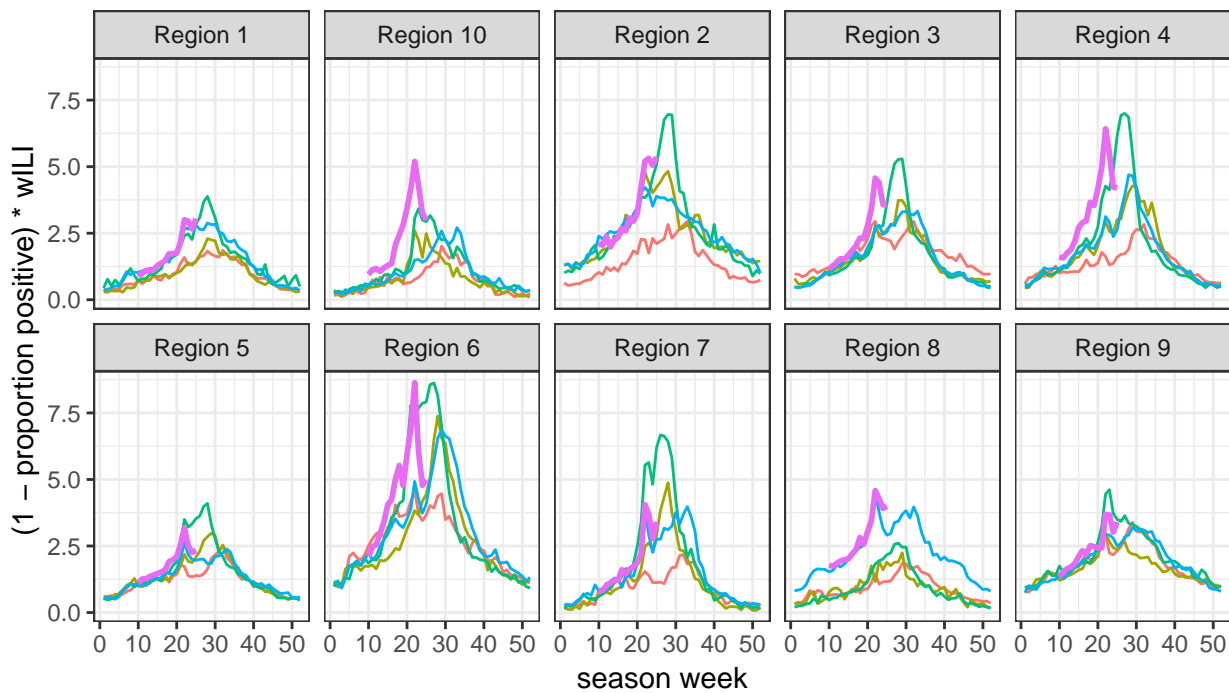 Region 1
Region 10
Region 2
Region 3
Region 4
7.5
5.0
2.5
0.0
Region 5
Region 6
Region 7
Region 8
Region 9
7.5
5.0
2.5
0.0
0 10 20 30 40 50
0 10 20 30 40 50
0 10 20 30 40 50
0 10 20 30 40 50
0 10 20 30 40 50
season week
(1 − proportion positive) * wILI